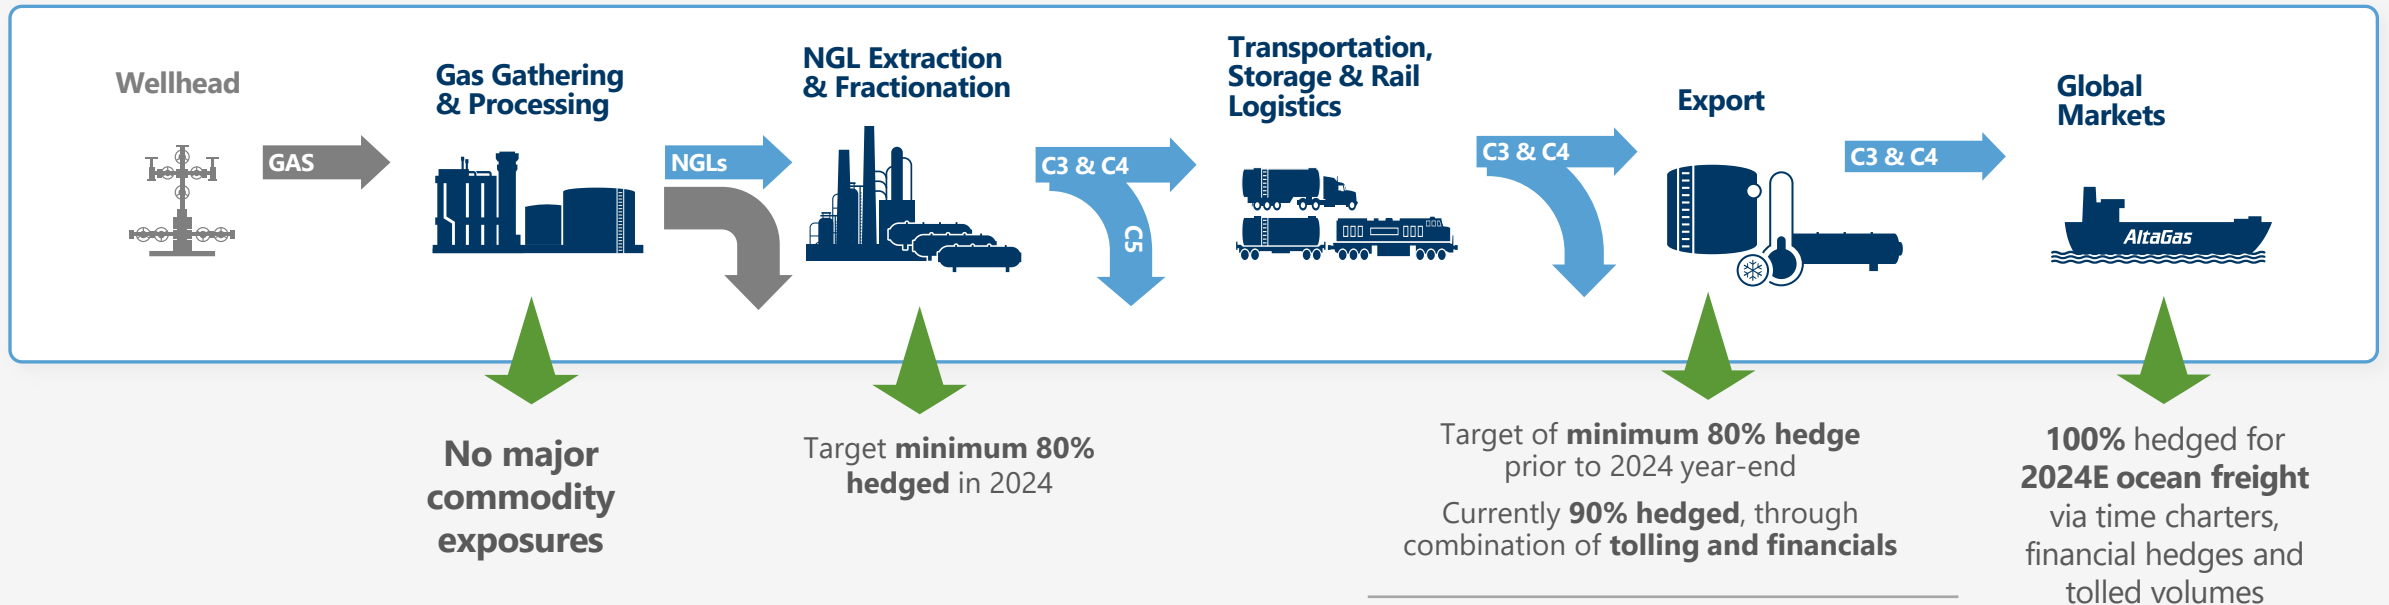 Wellhead
GAS
Gas Gathering
& Processing
NGLs
NGL Extraction
& Fractionation
C3 & C4
C5
Transportation,
Storage & Rail
Logistics
C3 & C4
Export
C3 & C4
Global
Markets
AltaGas
No major
commodity
exposures
Target minimum 80%
hedged in 2024
Target of minimum 80% hedge
prior to 2024 year-end
Currently 90% hedged, through
combination of tolling and financials
100% hedged for
2024E ocean freight
via time charters,
financial hedges and
tolled volumes